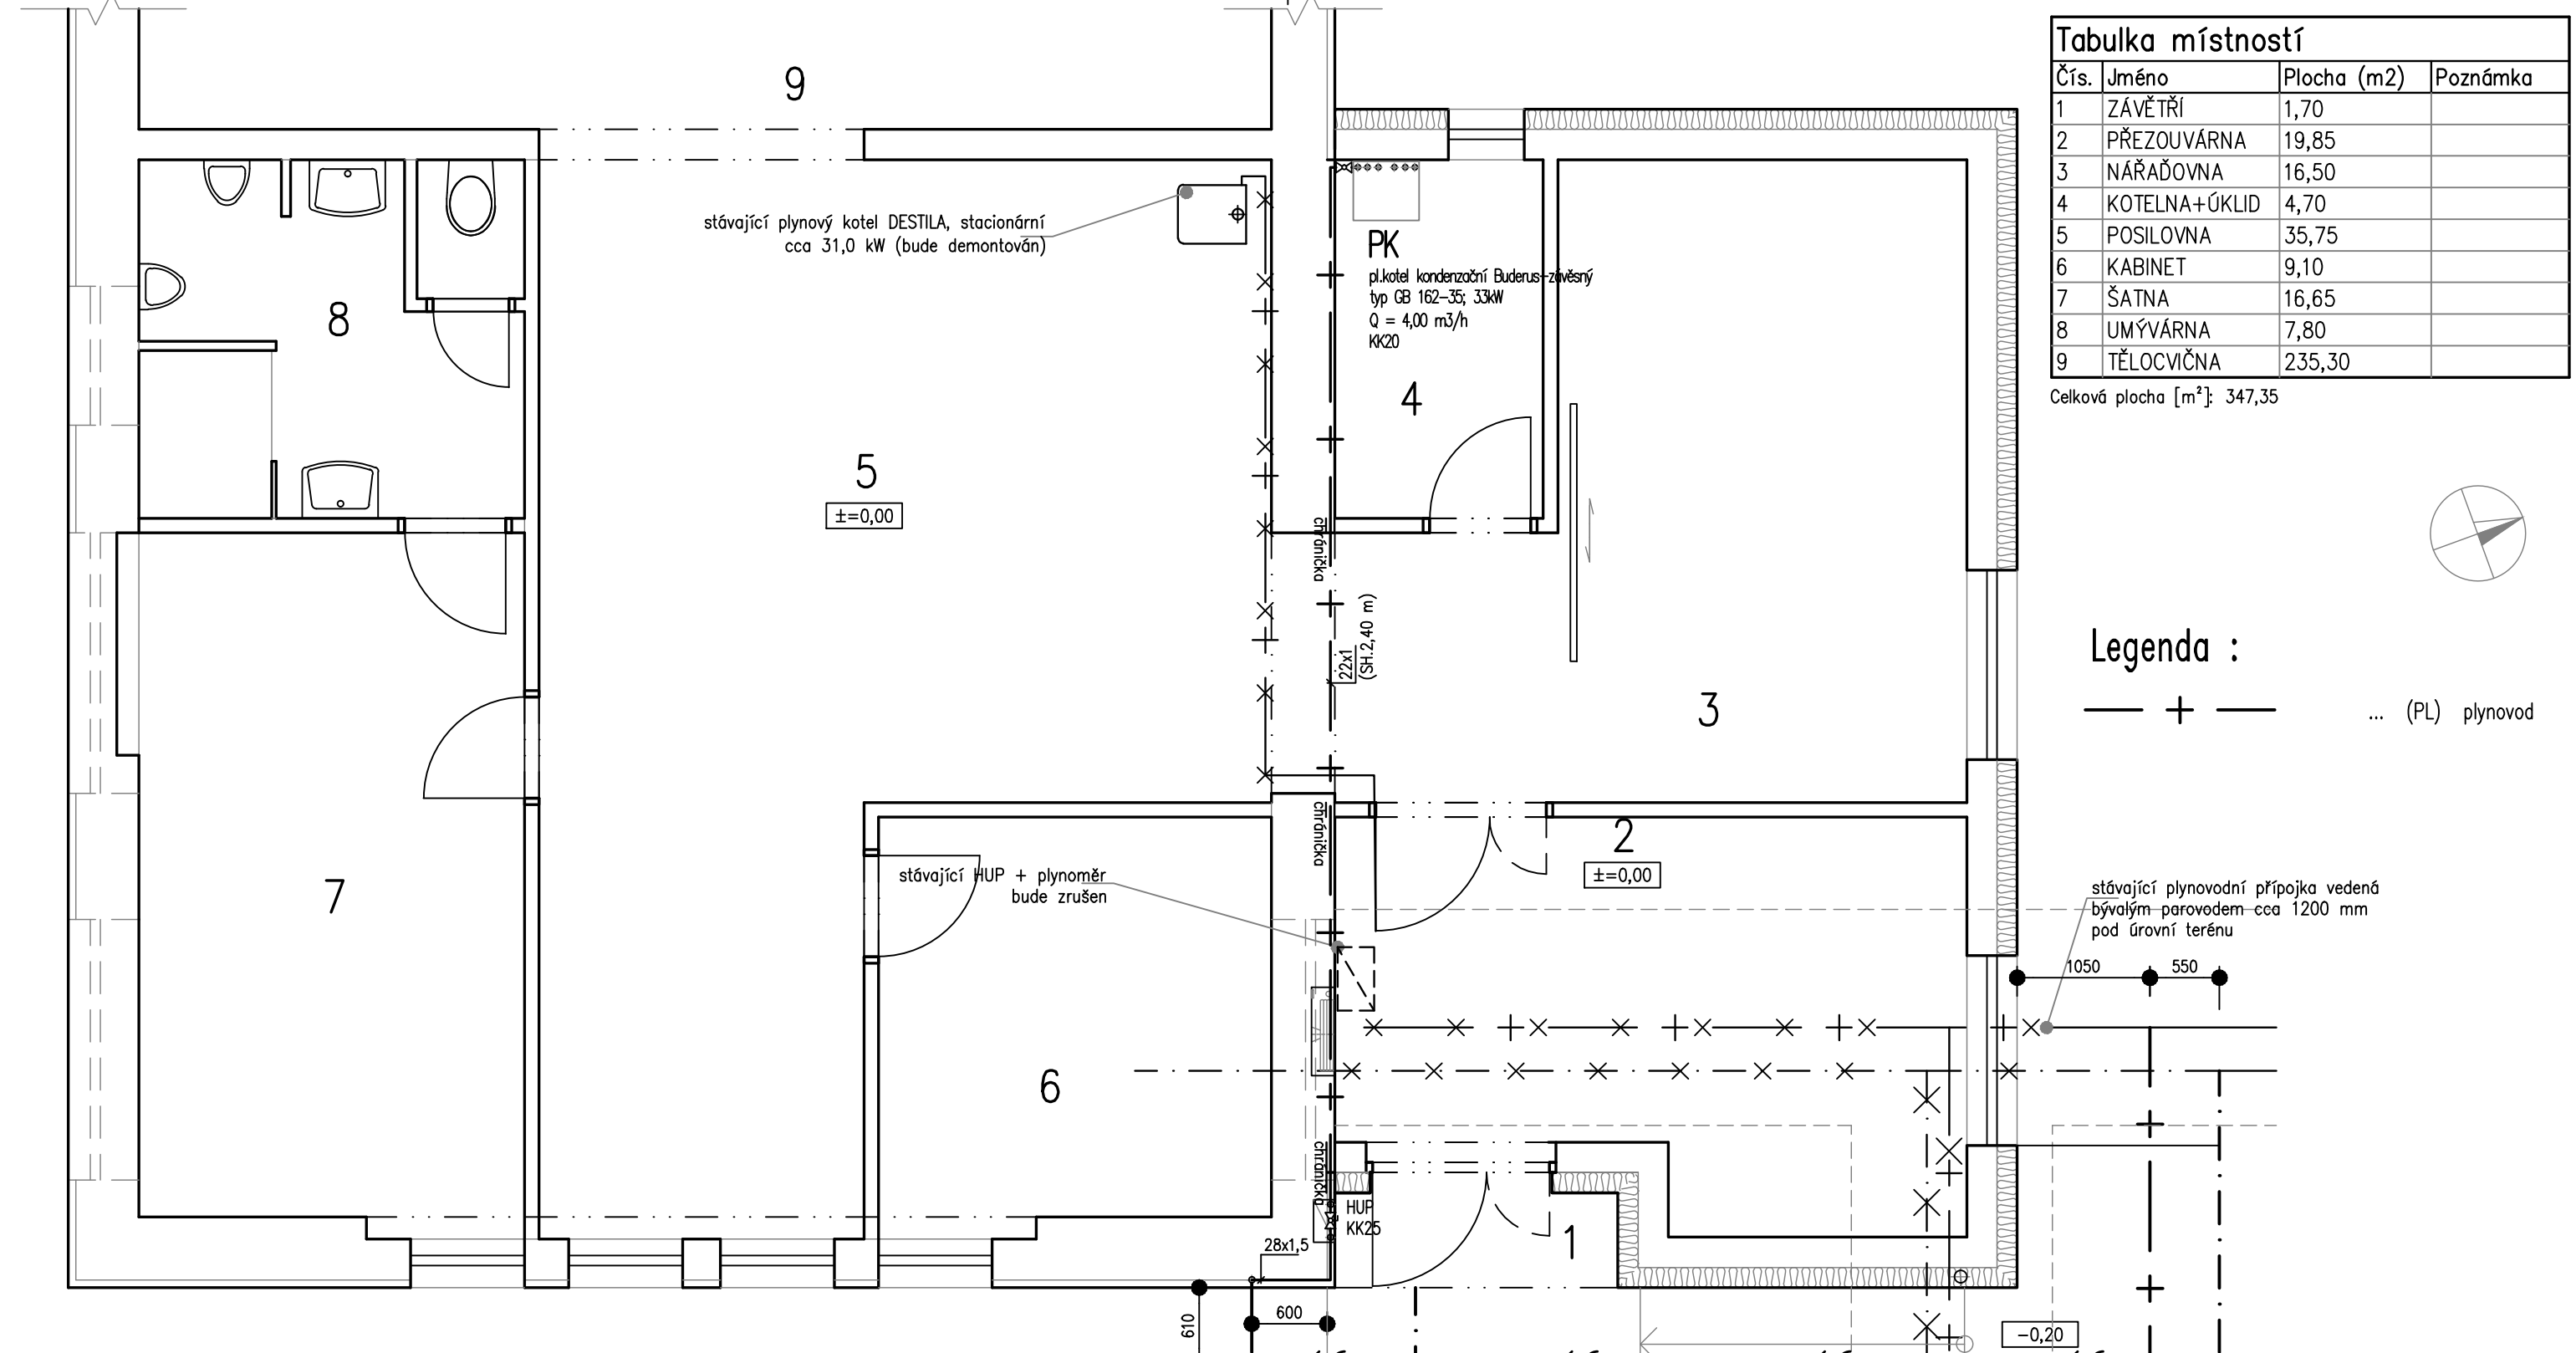 9
stávající plynový kotel DESTILA, stacionární
cca 31,0 kW (bude demontován)
8
5
±=0,00
PK
pl.kotel kondenzační Buderus-závěsný
typ GB 162-35; 33kW
Q = 4,00 m3/h
KK20
4
chránička
22x1
(SH.2,40 m)
3
chránička
2
±=0,00
7
stávající HUP + plynoměr
bude zrušen
6
chránička
HUP
KK25
1
28x1,5
600
610
Tabulka místností
Čís. Jméno Plocha (m2) Poznámka
1 ZÁVĚTŘÍ 1,70
2 PŘEZOUVÁRNA 19,85
3 NÁŘAĎOVNA 16,50
4 KOTELNA+ÚKLID 4,70
5 POSILOVNA 35,75
6 KABINET 9,10
7 ŠATNA 16,65
8 UMÝVÁRNA 7,80
9 TĚLOCVIČNA 235,30
Celková plocha [m²]: 347,35
Legenda :
... (PL) plynovod
stávající plynovodní přípojka vedená
bývalým parovodem cca 1200 mm
pod úrovní terénu
1050 550
-0,20